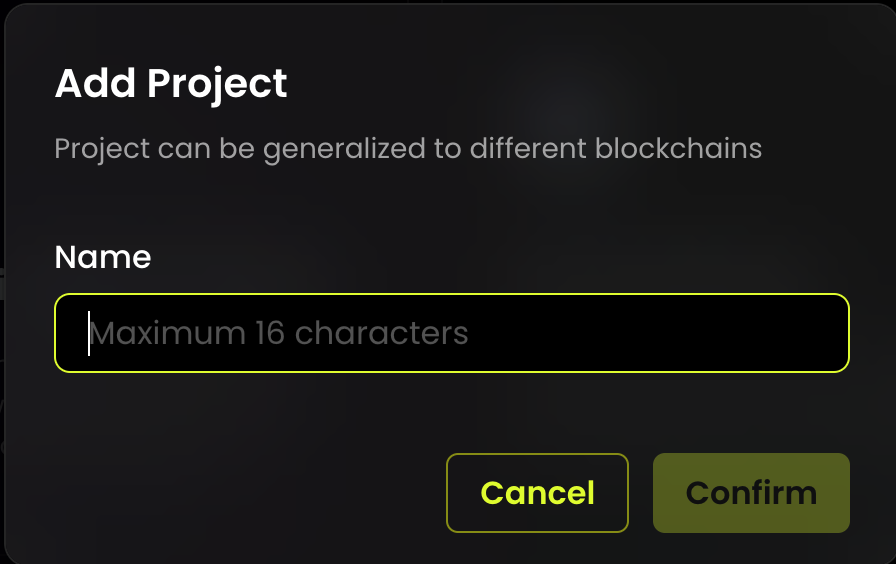 Add Project
Project can be generalized to different blockchains
Name
Maximum 16 characters
Cancel Confirm